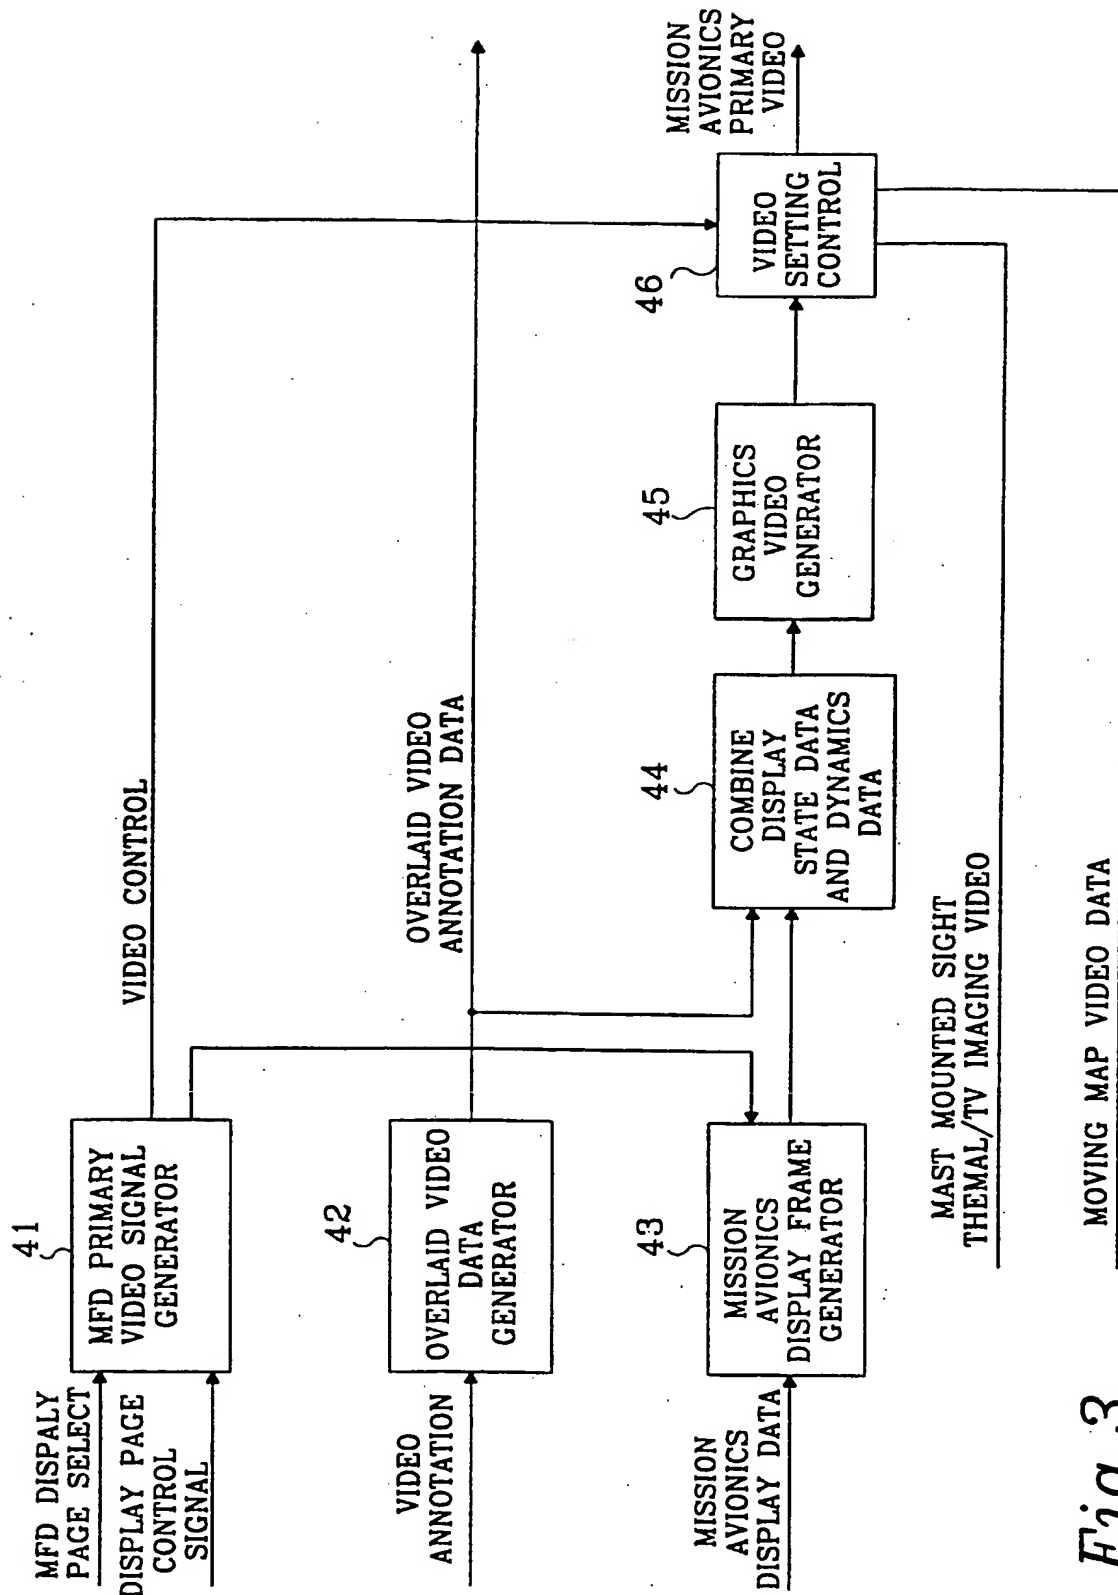 MFD DISPALY
PAGE SELECT
DISPLAY PAGE
CONTROL
SIGNAL
41
MFD PRIMARY
VIDEO SIGNAL
GENERATOR
VIDEO CONTROL
VIDEO
ANNOTATION
42
OVERLAID VIDEO
DATA
GENERATOR
OVERLAID VIDEO
ANNOTATION DATA
MISSION
AVIONICS
DISPLAY DATA
43
MISSION
AVIONICS
DISPLAY FRAME
GENERATOR
44
COMBINE
DISPLAY
STATE DATA
AND DYNAMICS
DATA
45
GRAPHICS
VIDEO
GENERATOR
46
VIDEO
SETTING
CONTROL
MISSION
AVIONICS
PRIMARY
VIDEO
MAST MOUNTED SIGHT
THEMAL/TV IMAGING VIDEO
MOVING MAP VIDEO DATA
Fig. 3